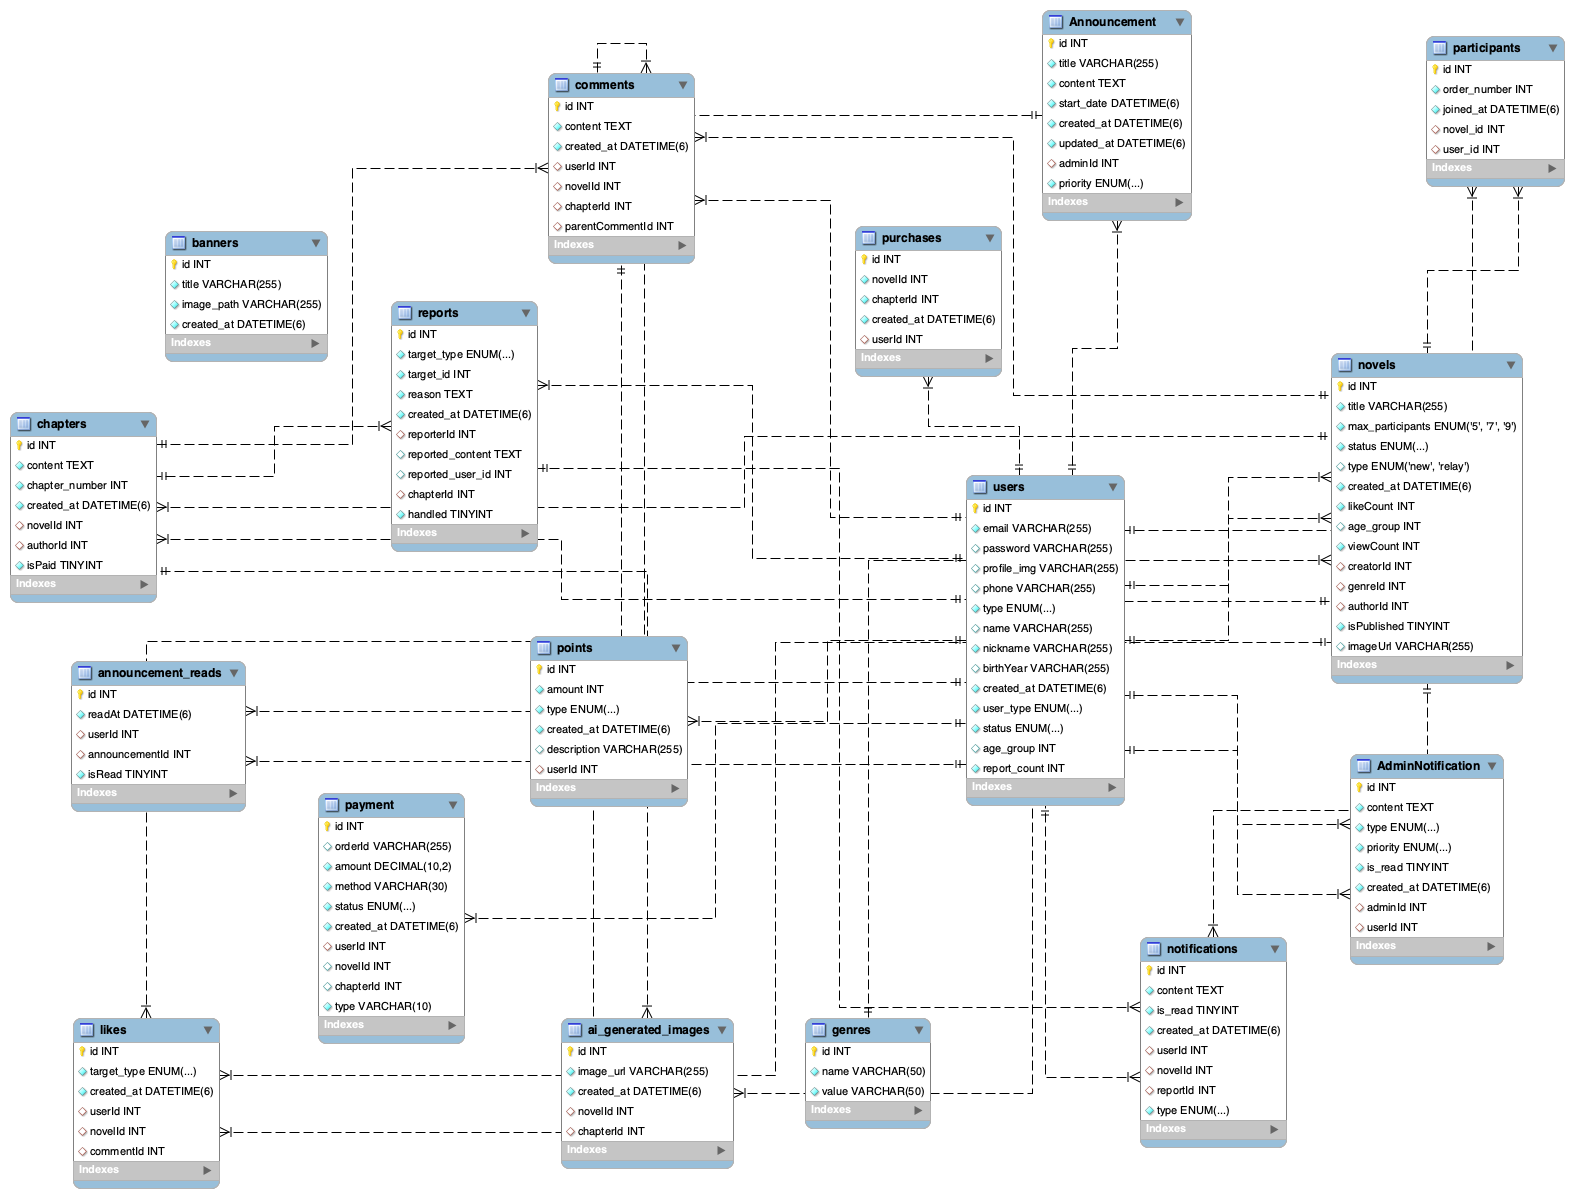 Announcement
id INT
title VARCHAR(255)
content TEXT
start_date DATETIME(6)
created_at DATETIME(6)
updated_at DATETIME(6)
adminId INT
priority ENUM(...)
Indexes
participants
id INT
order_number INT
joined_at DATETIME(6)
novel_id INT
user_id INT
Indexes
comments
id INT
content TEXT
created_at DATETIME(6)
userId INT
novelId INT
chapterId INT
parentCommentId INT
Indexes
purchases
id INT
novelId INT
chapterId INT
created_at DATETIME(6)
userId INT
Indexes
banners
id INT
title VARCHAR(255)
image_path VARCHAR(255)
created_at DATETIME(6)
Indexes
reports
id INT
target_type ENUM(...)
target_id INT
reason TEXT
created_at DATETIME(6)
reporterId INT
reported_content TEXT
reported_user_id INT
chapterId INT
handled TINYINT
Indexes
novels
id INT
title VARCHAR(255)
max_participants ENUM('5', '7', '9')
status ENUM(...)
type ENUM('new', 'relay')
created_at DATETIME(6)
likeCount INT
age_group INT
viewCount INT
creatorId INT
genreId INT
authorId INT
isPublished TINYINT
imageUrl VARCHAR(255)
Indexes
chapters
id INT
content TEXT
chapter_number INT
created_at DATETIME(6)
novelId INT
authorId INT
isPaid TINYINT
Indexes
users
id INT
email VARCHAR(255)
password VARCHAR(255)
profile_img VARCHAR(255)
phone VARCHAR(255)
type ENUM(...)
name VARCHAR(255)
nickname VARCHAR(255)
birthYear VARCHAR(255)
created_at DATETIME(6)
user_type ENUM(...)
status ENUM(...)
age_group INT
report_count INT
Indexes
points
id INT
amount INT
type ENUM(...)
created_at DATETIME(6)
description VARCHAR(255)
userId INT
Indexes
announcement_reads
id INT
readAt DATETIME(6)
userId INT
announcementId INT
isRead TINYINT
Indexes
AdminNotification
id INT
content TEXT
type ENUM(...)
priority ENUM(...)
is_read TINYINT
created_at DATETIME(6)
adminId INT
userId INT
Indexes
payment
id INT
orderId VARCHAR(255)
amount DECIMAL(10,2)
method VARCHAR(30)
status ENUM(...)
created_at DATETIME(6)
userId INT
novelId INT
chapterId INT
type VARCHAR(10)
Indexes
notifications
id INT
content TEXT
is_read TINYINT
created_at DATETIME(6)
userId INT
novelId INT
reportId INT
type ENUM(...)
Indexes
likes
id INT
target_type ENUM(...)
created_at DATETIME(6)
userId INT
novelId INT
commentId INT
Indexes
ai_generated_images
id INT
image_url VARCHAR(255)
created_at DATETIME(6)
novelId INT
chapterId INT
Indexes
genres
id INT
name VARCHAR(50)
value VARCHAR(50)
Indexes